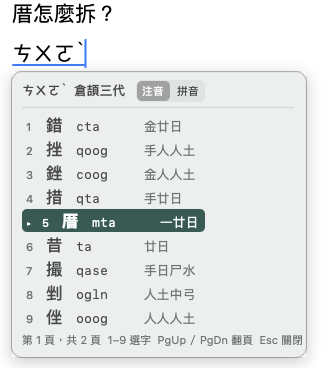 厝怎麼拆？
ㄘㄨㄛˋ
ㄘㄨㄛˋ 倉頡三代 注音 拼音
1 錯 cta 金廿日
2 挫 qoog 手人人土
3 銼 coog 金人人土
4 措 qta 手廿日
▸ 5 厝 mta 一廿日
6 昔 ta 廿日
7 撮 qase 手日尸水
8 剉 ogln 人土中弓
9 侳 ooog 人人人土
第 1 頁，共 2 頁 1–9 選字 PgUp / PgDn 翻頁 Esc 關閉